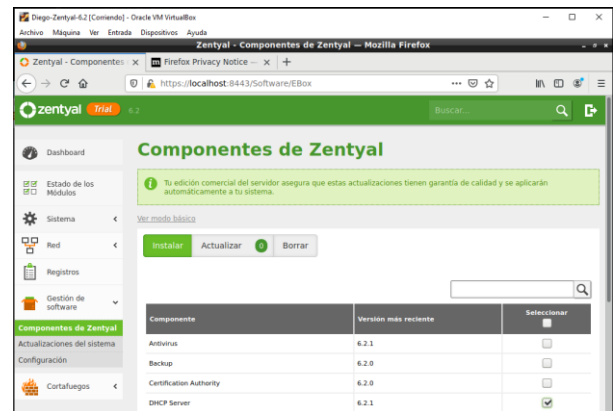 Diego-Zentyal-6.2 [Corriendo] - Oracle VM VirtualBox
Archivo Máquina Ver Entrada Dispositivos Ayuda
Zentyal - Componentes de Zentyal — Mozilla Firefox
Zentyal - Componentes
Firefox Privacy Notice —
https://localhost:8443/Software/EBox
zentyal Trial 6.2
Buscar...
Dashboard
Estado de los
Módulos
Sistema
Red
Registros
Gestión de
software
Componentes de Zentyal
Actualizaciones del sistema
Configuración
Cortafuegos
Componentes de Zentyal
Tu edición comercial del servidor asegura que estas actualizaciones tienen garantía de calidad y se aplicarán
automáticamente a tu sistema.
Ver modo básico
Instalar Actualizar 0 Borrar
Componente Versión más reciente Seleccionar
Antivirus 6.2.1
Backup 6.2.0
Certification Authority 6.2.0
DHCP Server 6.2.1